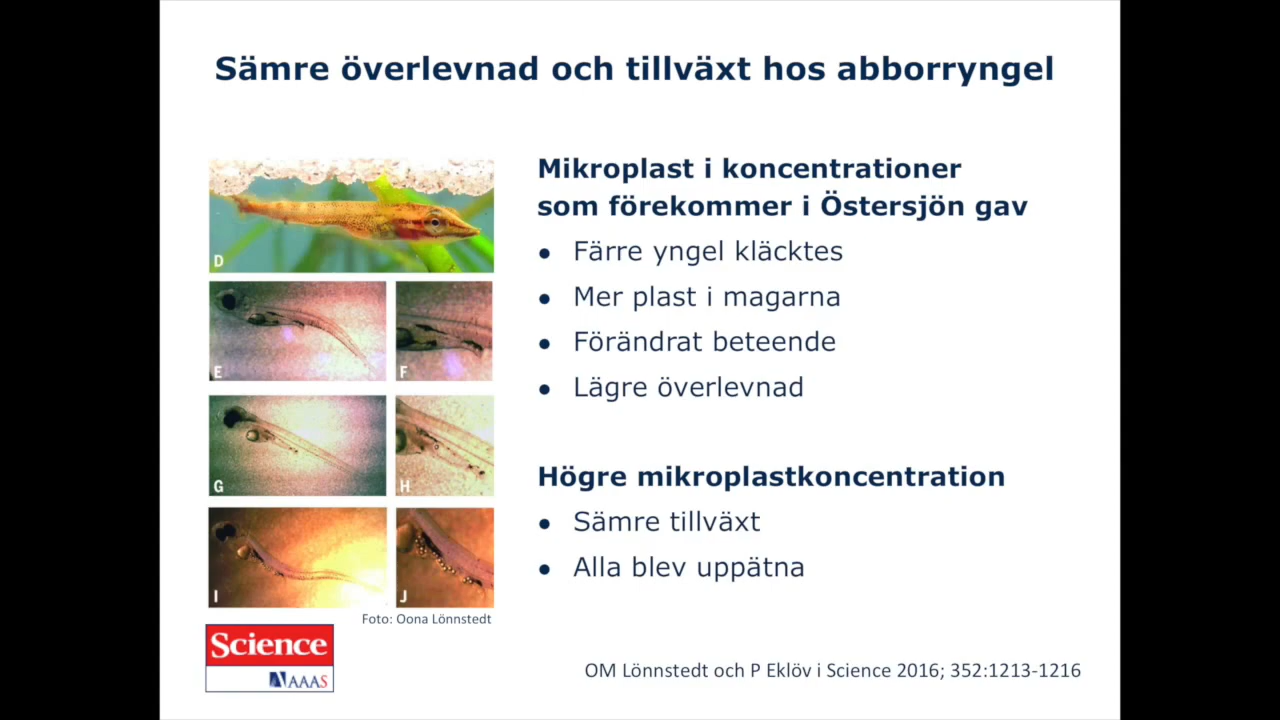 Sämre överlevnad och tillväxt hos abborryngel
Mikroplast i koncentrationer
som förekommer i Östersjön gav
● Färre yngel kläcktes
● Mer plast i magarna
● Förändrat beteende
● Lägre överlevnad
Högre mikroplastkoncentration
● Sämre tillväxt
● Alla blev uppätna
D
E
F
G
H
I
J
Foto: Oona Lönnstedt
Science
AAAS
OM Lönnstedt och P Eklöv i Science 2016; 352:1213-1216